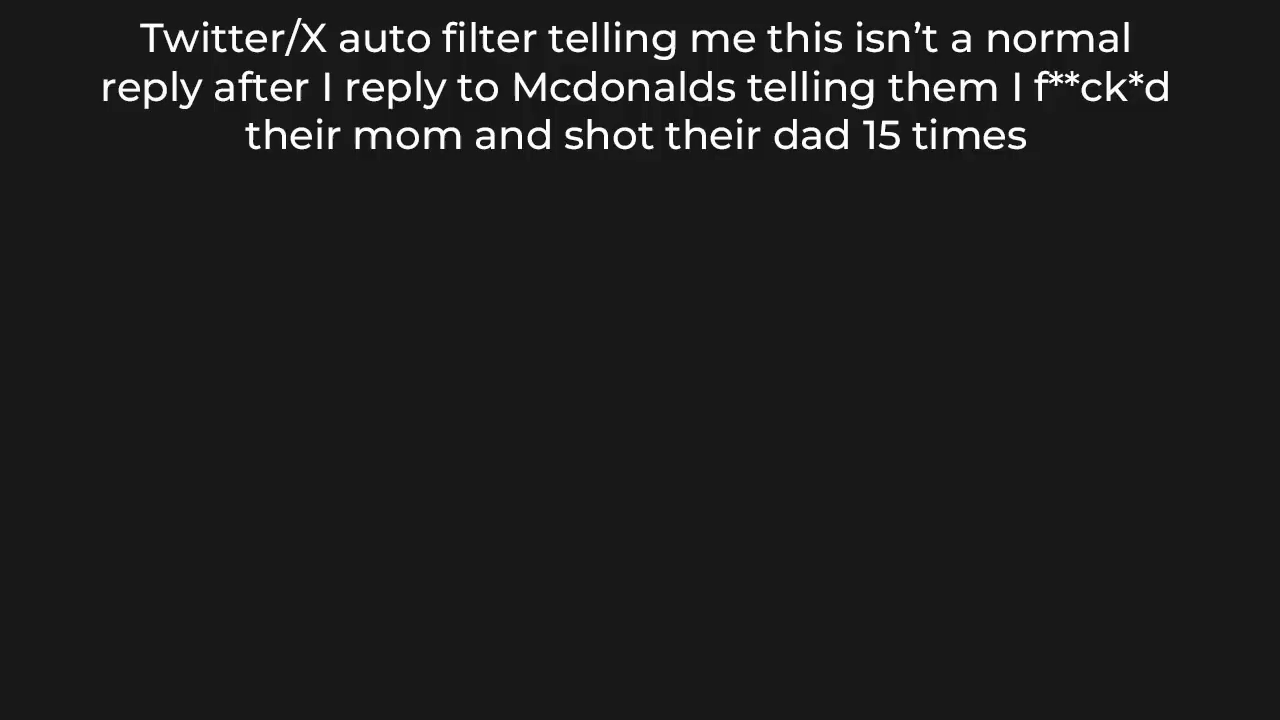 Twitter/X auto filter telling me this isn’t a normal
reply after I reply to Mcdonalds telling them I f**ck*d
their mom and shot their dad 15 times